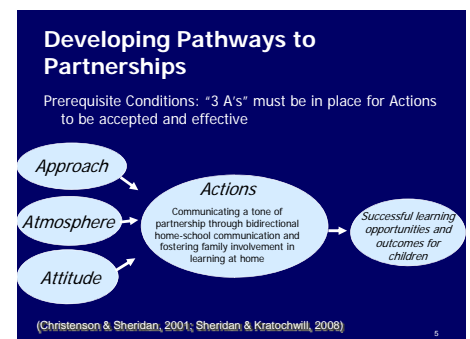 Developing Pathways to
Partnerships
Prerequisite Conditions: "3 A's" must be in place for Actions
to be accepted and effective
Approach
Atmosphere
Attitude
Actions
Communicating a tone of
partnership through bidirectional
home-school communication and
fostering family involvement in
learning at home
Successful learning
opportunities and
outcomes for
children
(Christenson & Sheridan, 2001; Sheridan & Kratochwill, 2008)
5